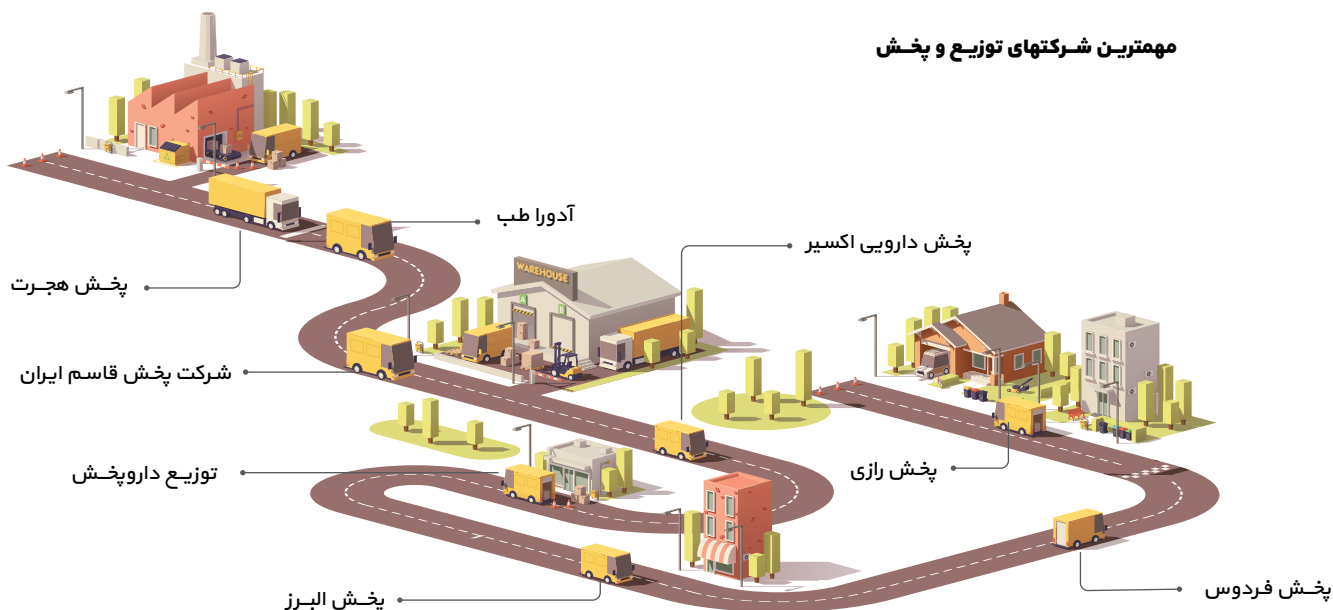 مهمترین شرکتهای توزیع و پخش
آدورا طب
پخش دارویی اکسیر
پخش هجرت
WAREHOUSE
A
B
شرکت پخش قاسم ایران
پخش رازی
توزیع داروپخش
پخش فردوس
پخش البرز